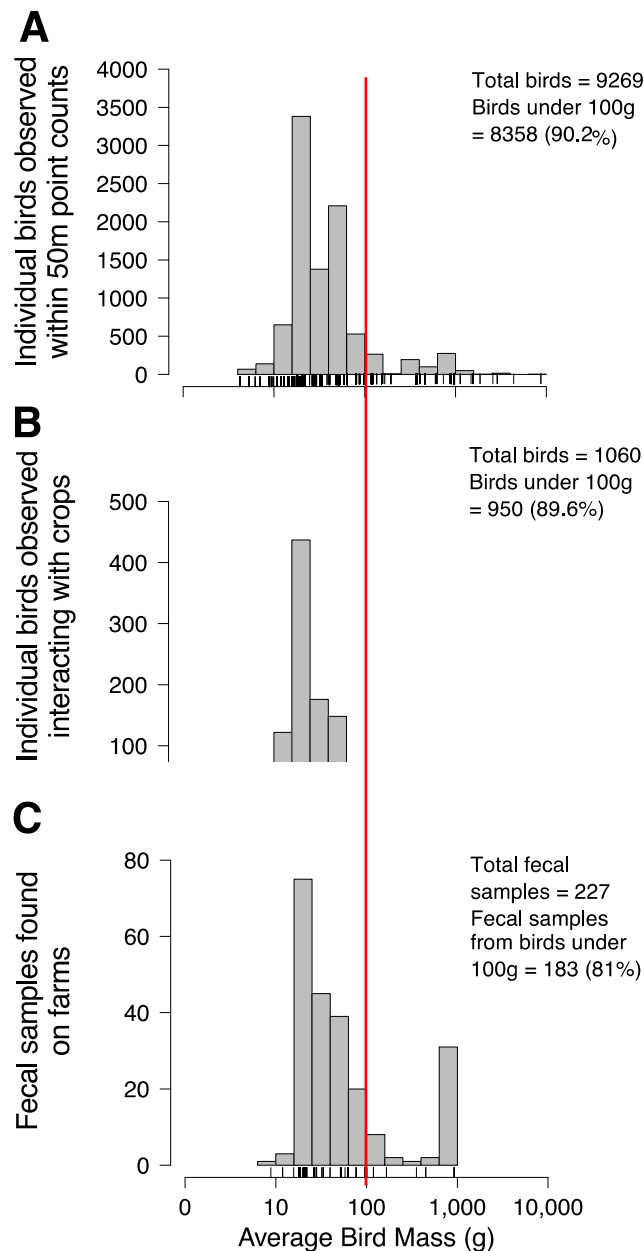 A
Individual birds observed
within 50m point counts
4000
3500
3000
2500
2000
1500
1000
500
0
Total birds = 9269
Birds under 100g
= 8358 (90.2%)
B
Individual birds observed
interacting with crops
500
400
300
200
100
Total birds = 1060
Birds under 100g
= 950 (89.6%)
C
Fecal samples found
on farms
80
60
40
20
0
Total fecal
samples = 227
Fecal samples
from birds under
100g = 183 (81%)
0 10 100 1,000 10,000
Average Bird Mass (g)